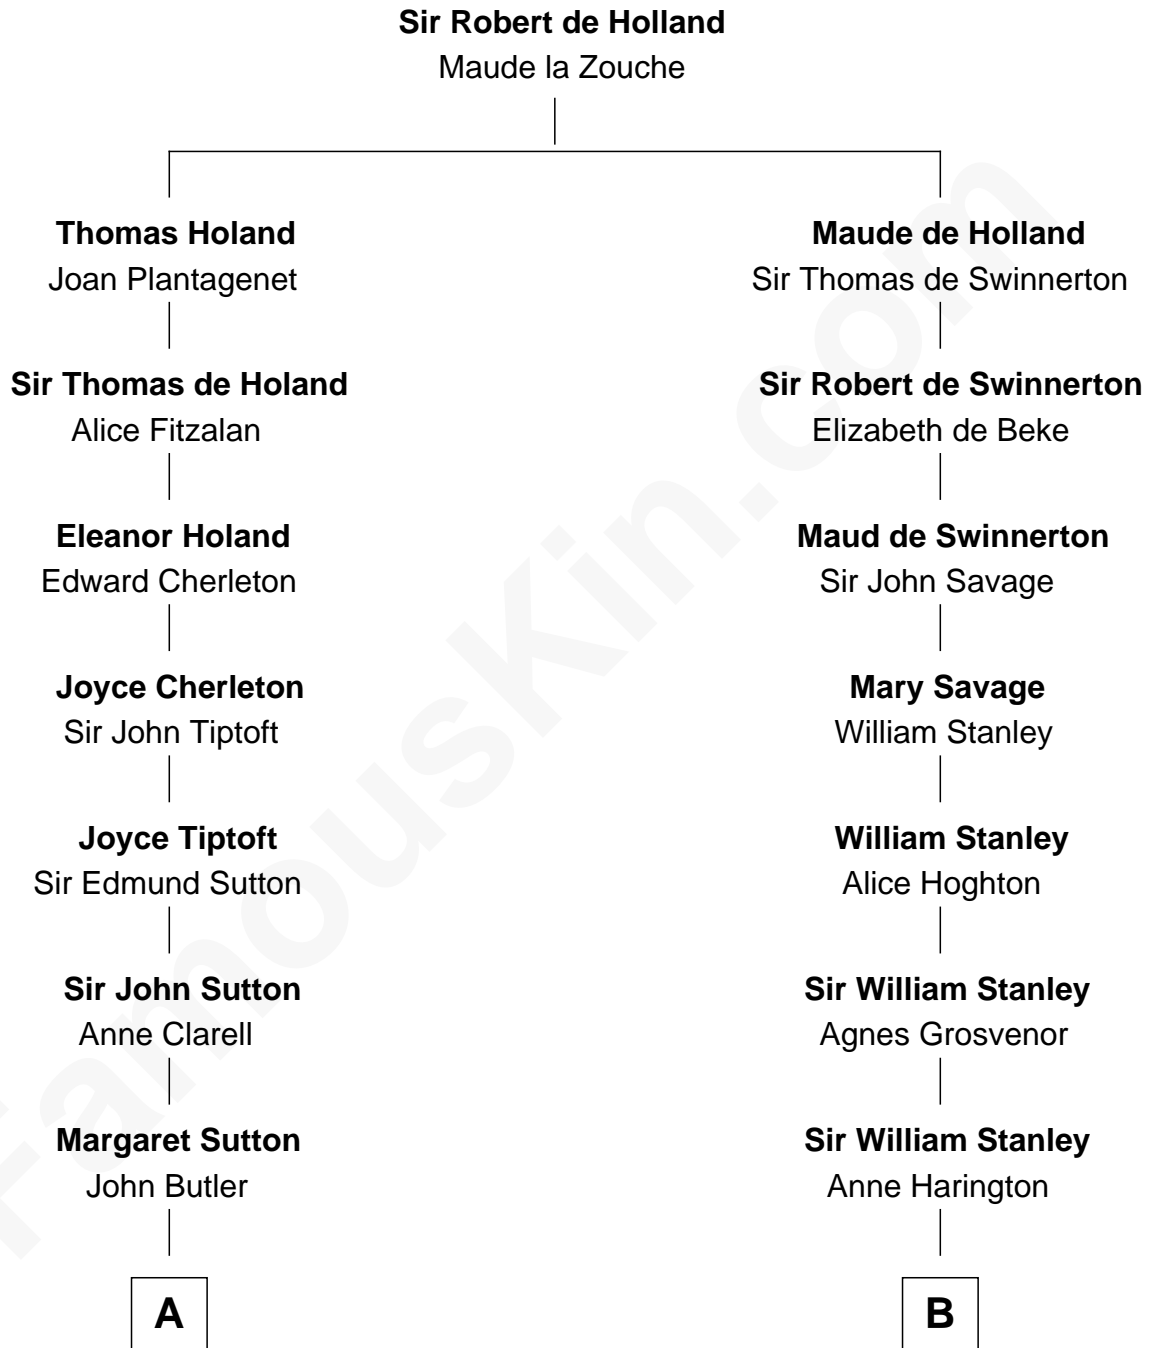 Sir Robert de Holland
Maude la Zouche
Thomas Holand
Joan Plantagenet
Sir Thomas de Holand
Alice Fitzalan
Eleanor Holand
Edward Cherleton
Joyce Cherleton
Sir John Tiptoft
Joyce Tiptoft
Sir Edmund Sutton
Sir John Sutton
Anne Clarell
Margaret Sutton
John Butler
A
Maude de Holland
Sir Thomas de Swinnerton
Sir Robert de Swinnerton
Elizabeth de Beke
Maud de Swinnerton
Sir John Savage
Mary Savage
William Stanley
William Stanley
Alice Hoghton
Sir William Stanley
Agnes Grosvenor
Sir William Stanley
Anne Harington
B
FamousKin.com